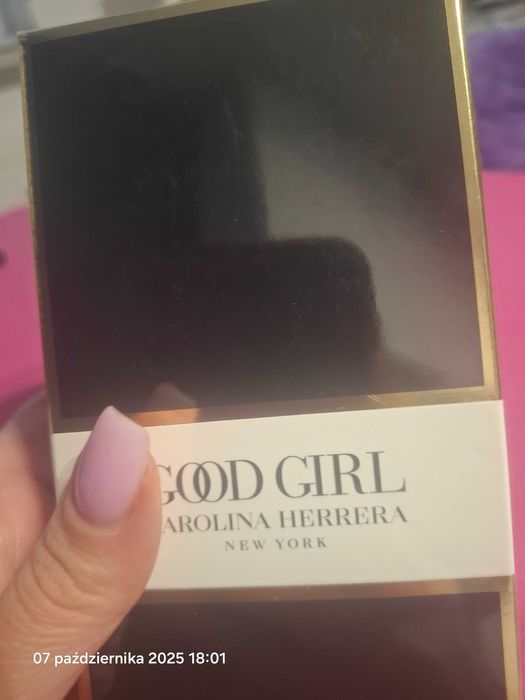 GOOD GIRL
AROLINA HERRERA
NEW YORK
07 października 2025 18:01